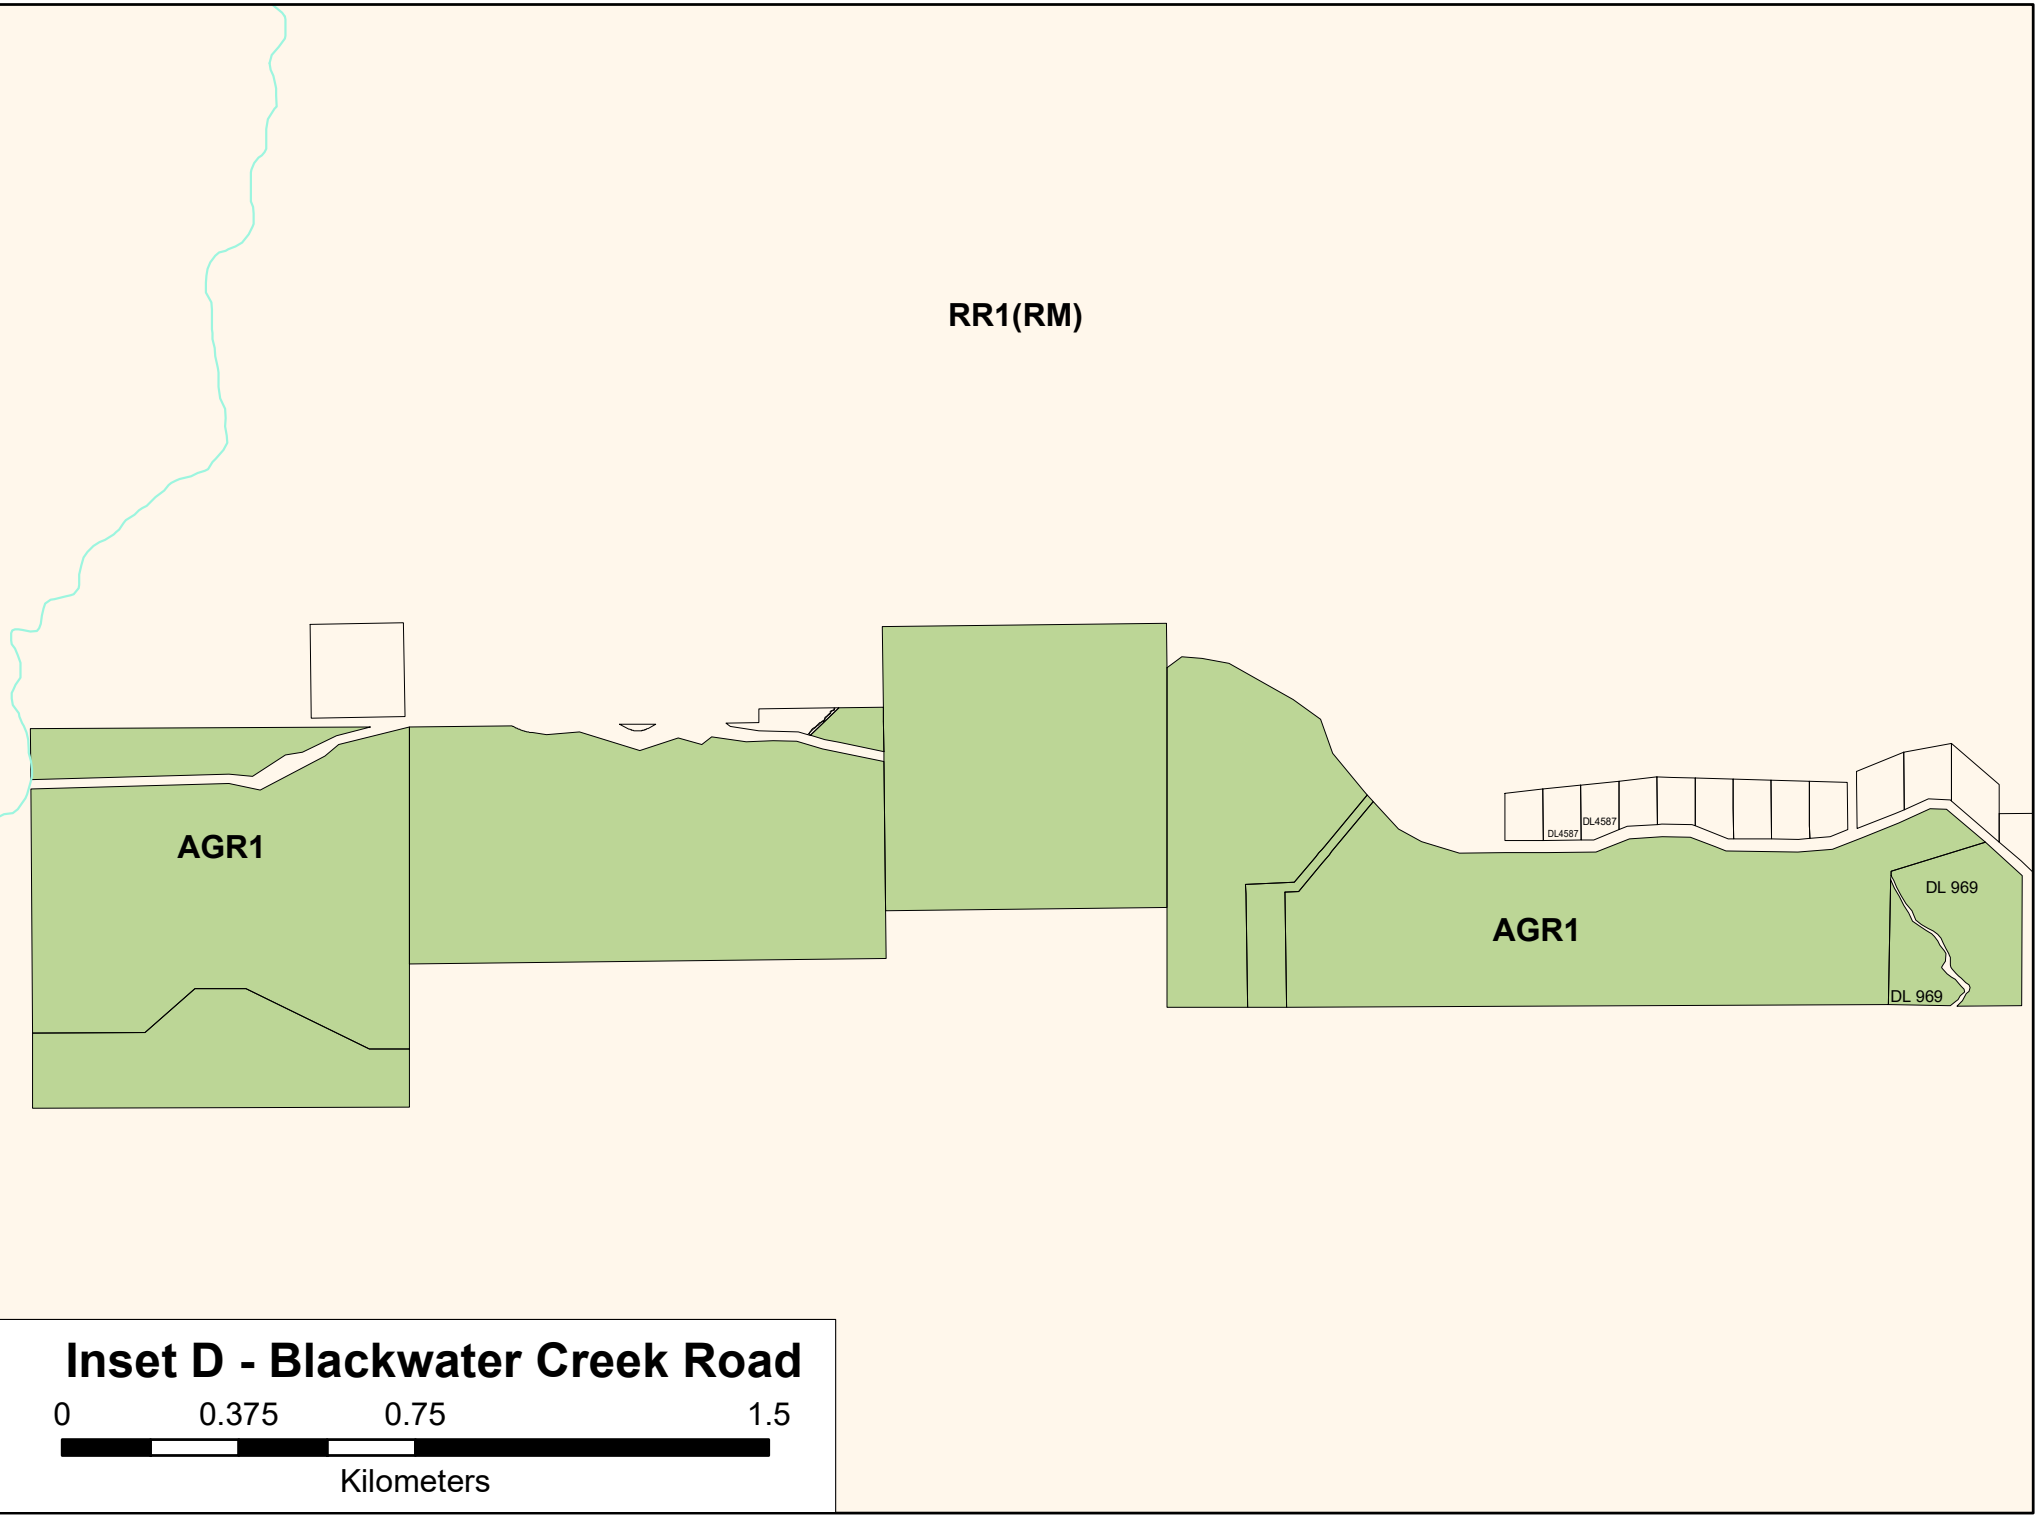 RR1(RM)
DL4587
DL4587
AGR1
DL 969
AGR1
DL 969
Inset D - Blackwater Creek Road
0 0.375 0.75 1.5
Kilometers